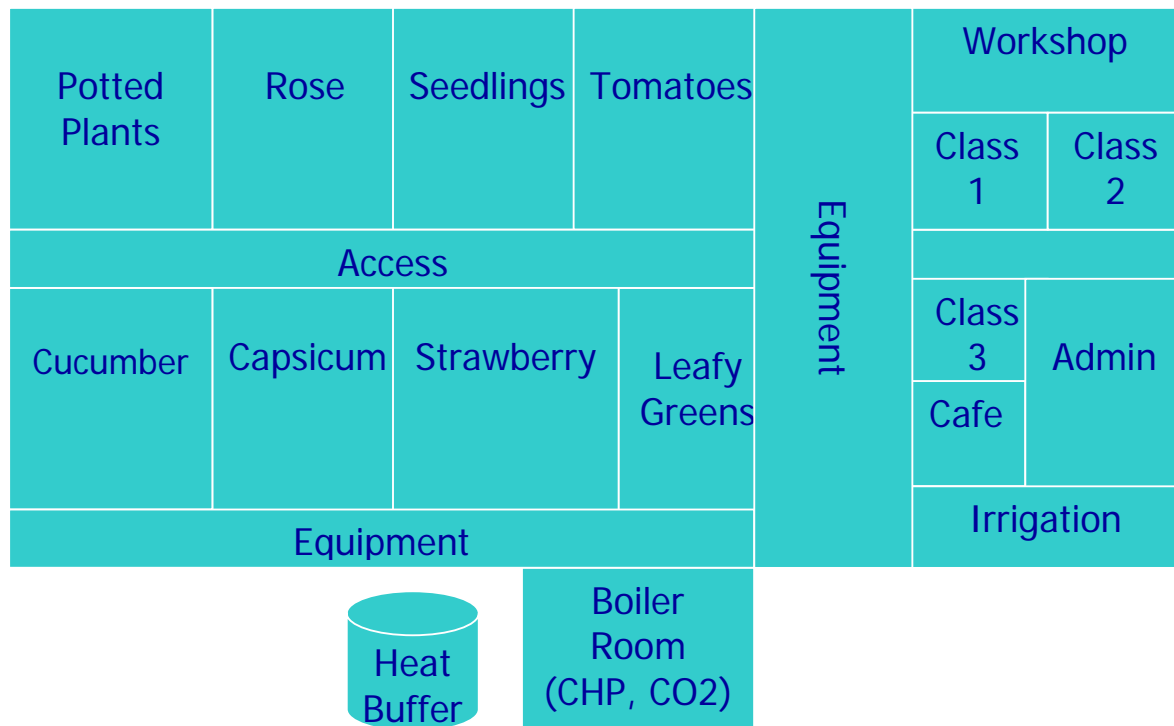 Potted
Plants
Rose
Seedlings
Tomatoes
Equipment
Workshop
Class
1
Class
2
Access
Cucumber
Capsicum
Strawberry
Leafy
Greens
Class
3
Admin
Cafe
Equipment
Irrigation
Heat
Buffer
Boiler
Room
(CHP, CO2)